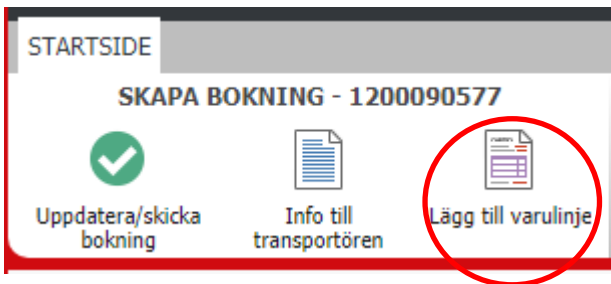 STARTSIDE
SKAPA BOKNING - 1200090577
Uppdatera/skicka
bokning
Info till
transportören
Lägg till varulinje